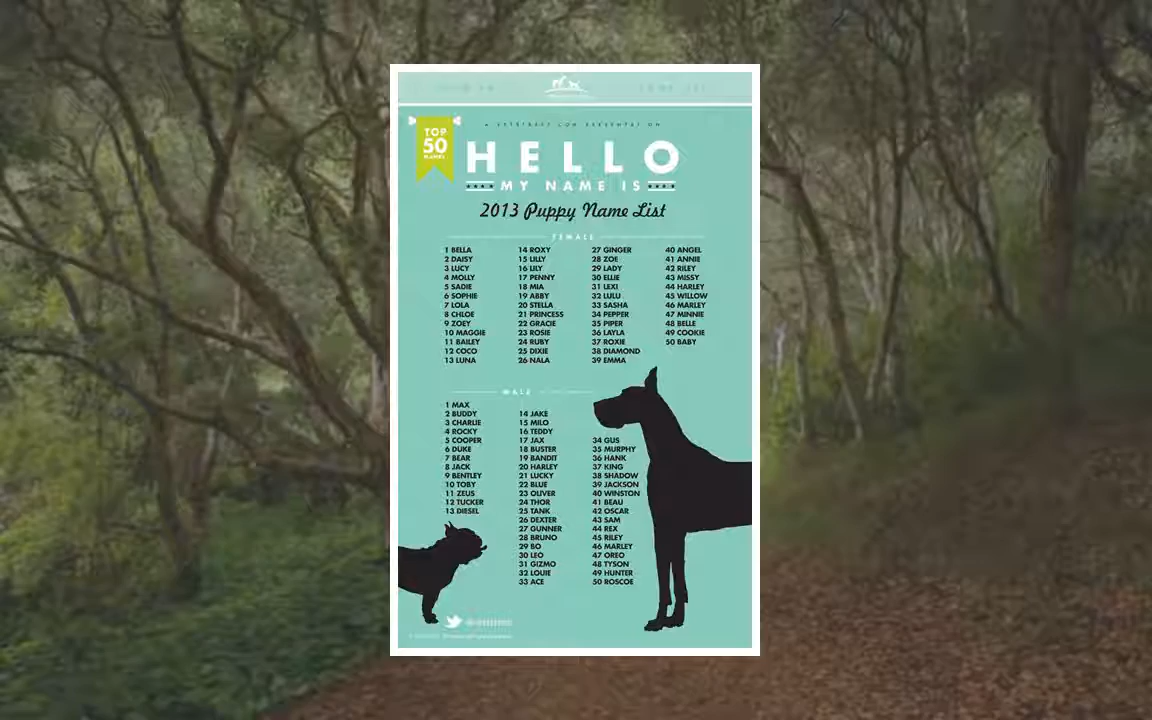 TOP
50
NAMES
HELLO
MY NAME IS
2013 Puppy Name List
FEMALE
1 BELLA
2 DAISY
3 LUCY
4 MOLLY
5 SADIE
6 SOPHIE
7 LOLA
8 CHLOE
9 ZOEY
10 MAGGIE
11 BAILEY
12 COCO
13 LUNA
14 ROXY
15 LILLY
16 LILY
17 PENNY
18 MIA
19 ABBY
20 STELLA
21 PRINCESS
22 GRACIE
23 ROSIE
24 RUBY
25 DIXIE
26 NALA
27 GINGER
28 ZOE
29 LADY
30 ELLIE
31 LEXI
32 LULU
33 SASHA
34 PEPPER
35 PIPER
36 LAYLA
37 ROXIE
38 DIAMOND
39 EMMA
40 ANGEL
41 ANNIE
42 RILEY
43 MISSY
44 HARLEY
45 WILLOW
46 MARLEY
47 MINNIE
48 BELLE
49 COOKIE
50 BABY
MALE
1 MAX
2 BUDDY
3 CHARLIE
4 ROCKY
5 COOPER
6 DUKE
7 BEAR
8 JACK
9 BENTLEY
10 TOBY
11 ZEUS
12 TUCKER
13 DIESEL
14 JAKE
15 MILO
16 TEDDY
17 JAX
18 BUSTER
19 BANDIT
20 HARLEY
21 LUCKY
22 BLUE
23 OLIVER
24 THOR
25 TANK
26 DEXTER
27 GUNNER
28 BRUNO
29 BO
30 LEO
31 GIZMO
32 LOUIE
33 ACE
34 GUS
35 MURPHY
36 HANK
37 KING
38 SHADOW
39 JACKSON
40 WINSTON
41 BEAU
42 OSCAR
43 SAM
44 REX
45 RILEY
46 MARLEY
47 OREO
48 TYSON
49 HUNTER
50 ROSCOE